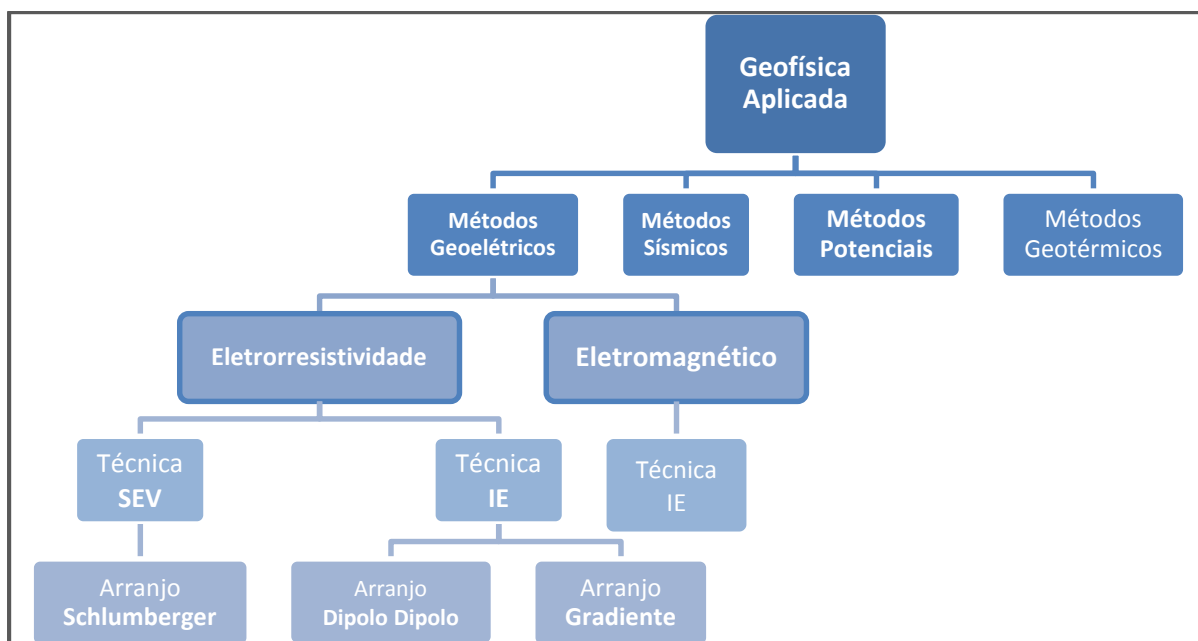 Geofísica
Aplicada
Métodos
Geoelétricos
Métodos
Sísmicos
Métodos
Potenciais
Métodos
Geotérmicos
Eletrorresistividade
Eletromagnético
Técnica
SEV
Técnica
IE
Técnica
IE
Arranjo
Schlumberger
Arranjo
Dipolo Dipolo
Arranjo
Gradiente